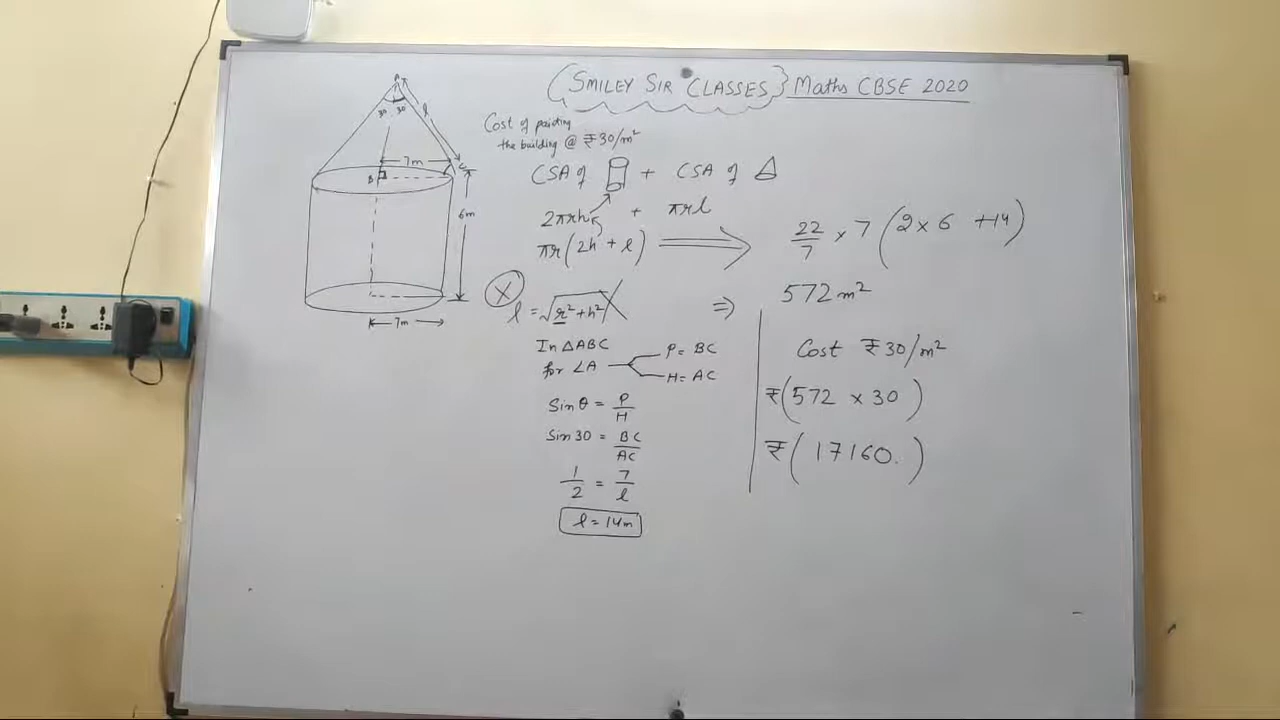 (SMILEY SIR CLASSES} Maths CBSE 2020
A
30 30
l
7m
B
C
6m
7m
Cost of painting
the building @ ₹30/m²
CSA of + CSA of
2πrh + πrl
πr(2h + l)
22/7 × 7 (2 × 6 + 14)
X
l = √r²+h²
⇒ 572 m²
In △ABC
for ∠A
P = BC
H = AC
Sin θ = P/H
Sin 30 = BC/AC
1/2 = 7/l
l = 14m
Cost ₹30/m²
₹(572 × 30)
₹(17160.)